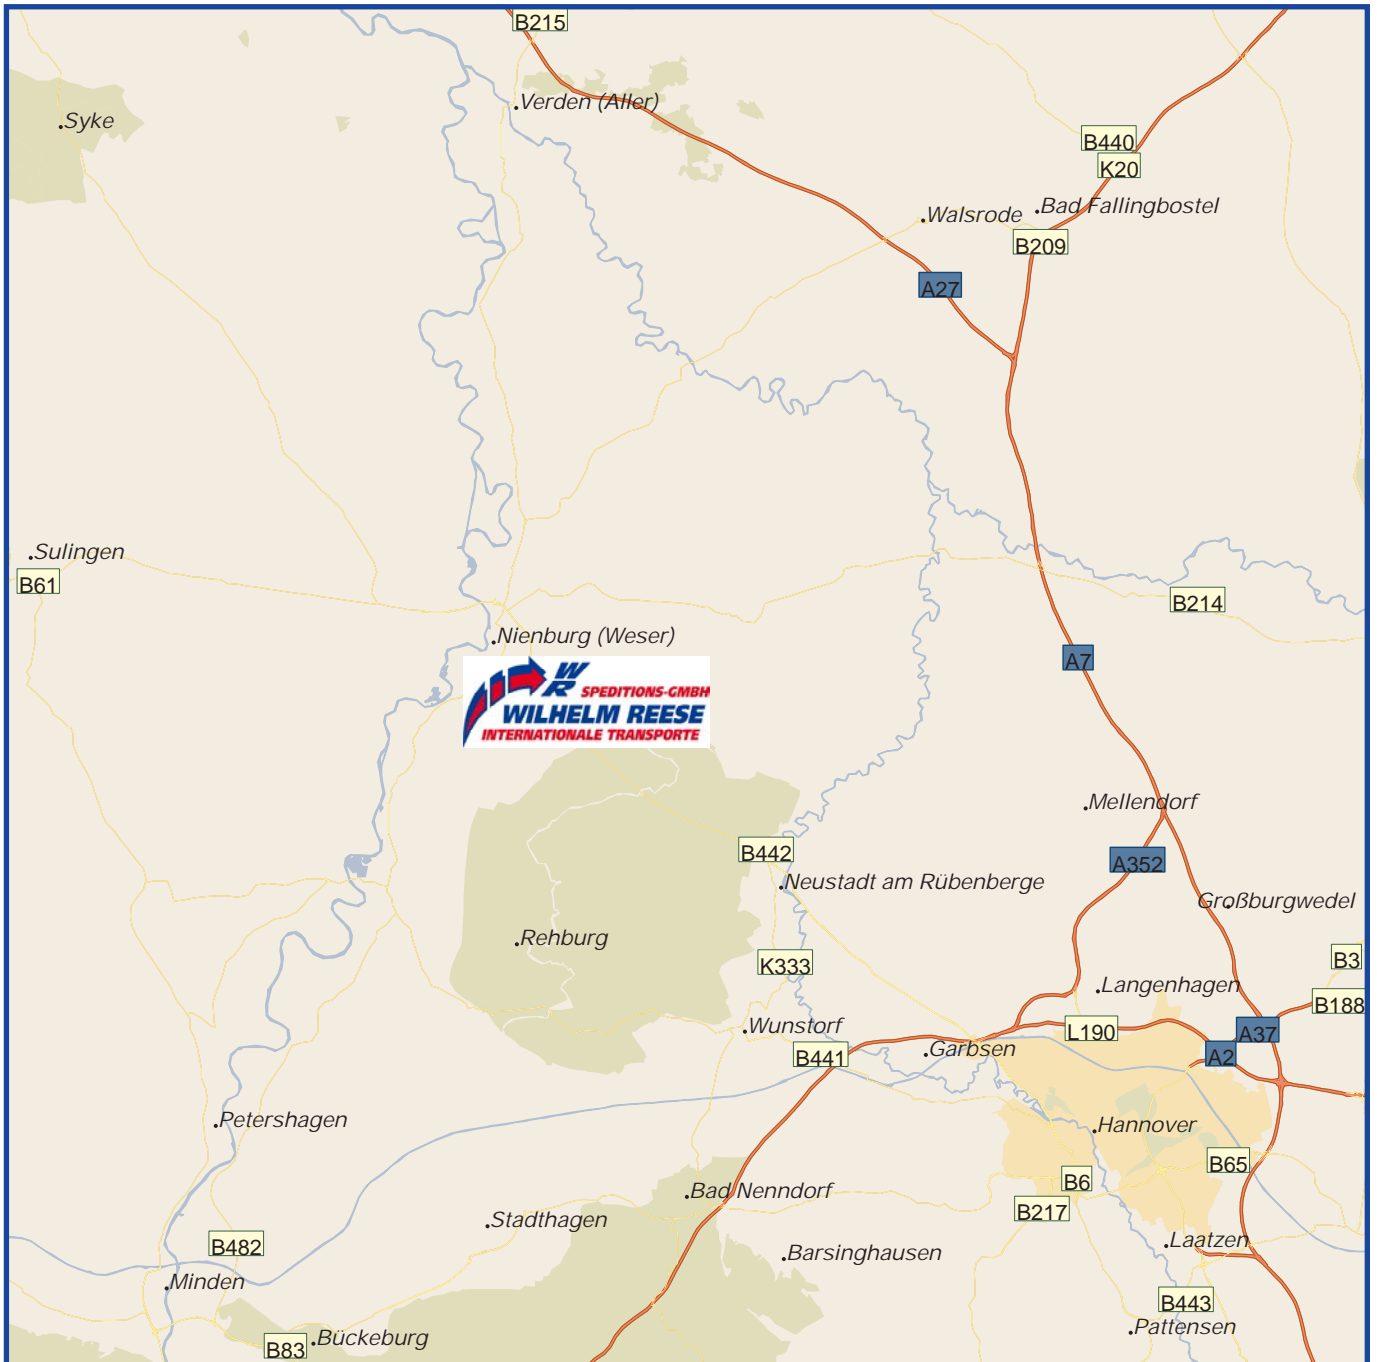 B215
Verden (Aller)
Syke
B440
K20
Bad Fallingbostel
Walsrode
B209
A27
Sulingen
B61
B214
Nienburg (Weser)
A7
WR
SPEDITIONS-GMBH
WILHELM REESE
INTERNATIONALE TRANSPORTE
Mellendorf
B442
A352
Neustadt am Rübenberge
Großburgwedel
Rehburg
K333
B3
Langenhagen
B188
Wunstorf
L190
A37
B441
Garbsen
A2
Petershagen
Hannover
B65
B6
Bad Nenndorf
B217
Stadthagen
B482
Barsinghausen
Laatzen
Minden
B443
Bückeburg
Pattensen
B83